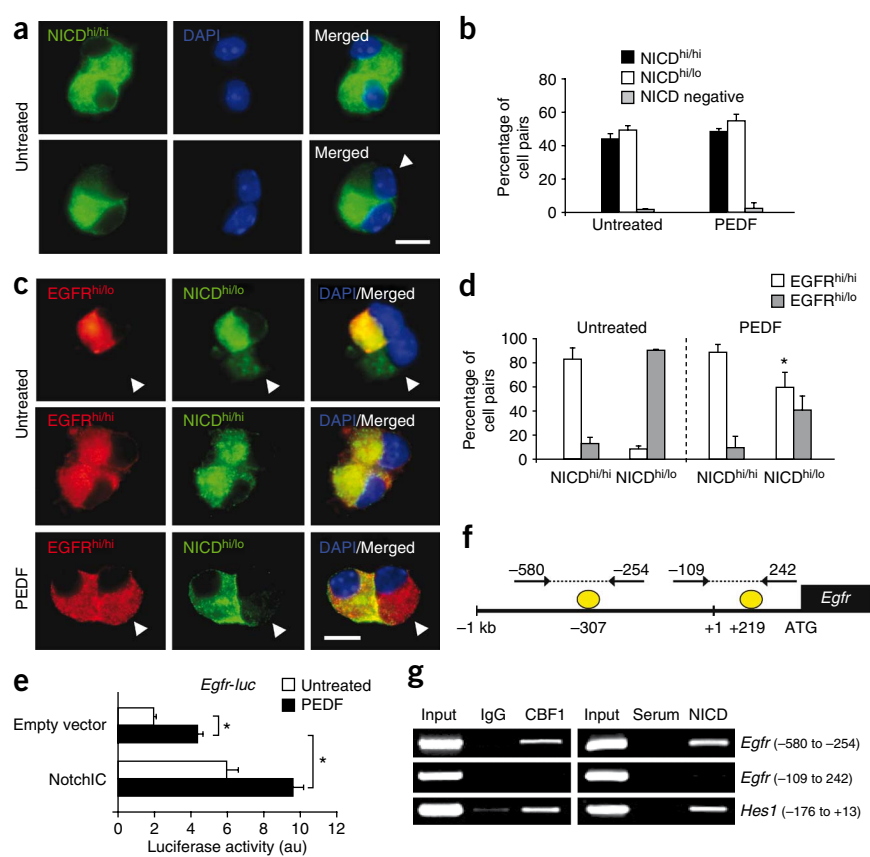 a
NICDhi/hi
DAPI
Merged
Untreated
Merged
b
NICDhi/hi
NICDhi/lo
NICD negative
Percentage of
cell pairs
80
60
40
20
0
Untreated
PEDF
c
EGFRhi/lo
NICDhi/lo
DAPI/Merged
Untreated
EGFRhi/hi
NICDhi/hi
DAPI/Merged
PEDF
EGFRhi/hi
NICDhi/lo
DAPI/Merged
d
EGFRhi/hi
EGFRhi/lo
Untreated
PEDF
Percentage of
cell pairs
100
80
60
40
20
0
*
NICDhi/hi
NICDhi/lo
NICDhi/hi
NICDhi/lo
e
Egfr-luc
Untreated
PEDF
Empty vector
*
*
NotchIC
0 2 4 6 8 10 12
Luciferase activity (au)
f
−580 −254 −109 242
Egfr
−1 kb −307 +1 +219 ATG
g
Input IgG CBF1 Input Serum NICD
Egfr (−580 to −254)
Egfr (−109 to 242)
Hes1 (−176 to +13)